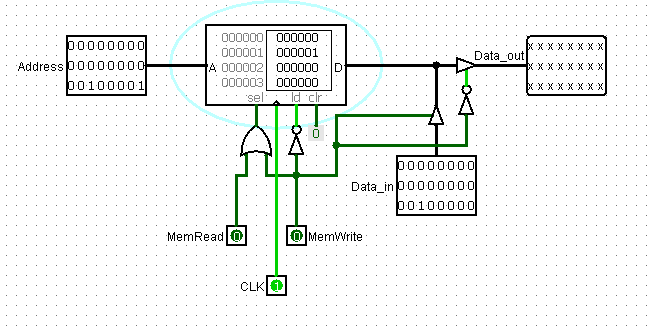 000000 000000
000001 000001
000002 000000
000003 000000
A
D
sel ld clr
0
Address
00000000
00000000
00100001
Data_out
xxxxxxxx
xxxxxxxx
xxxxxxxx
Data_in
00000000
00000000
00100000
MemRead 0
0 MemWrite
CLK 1